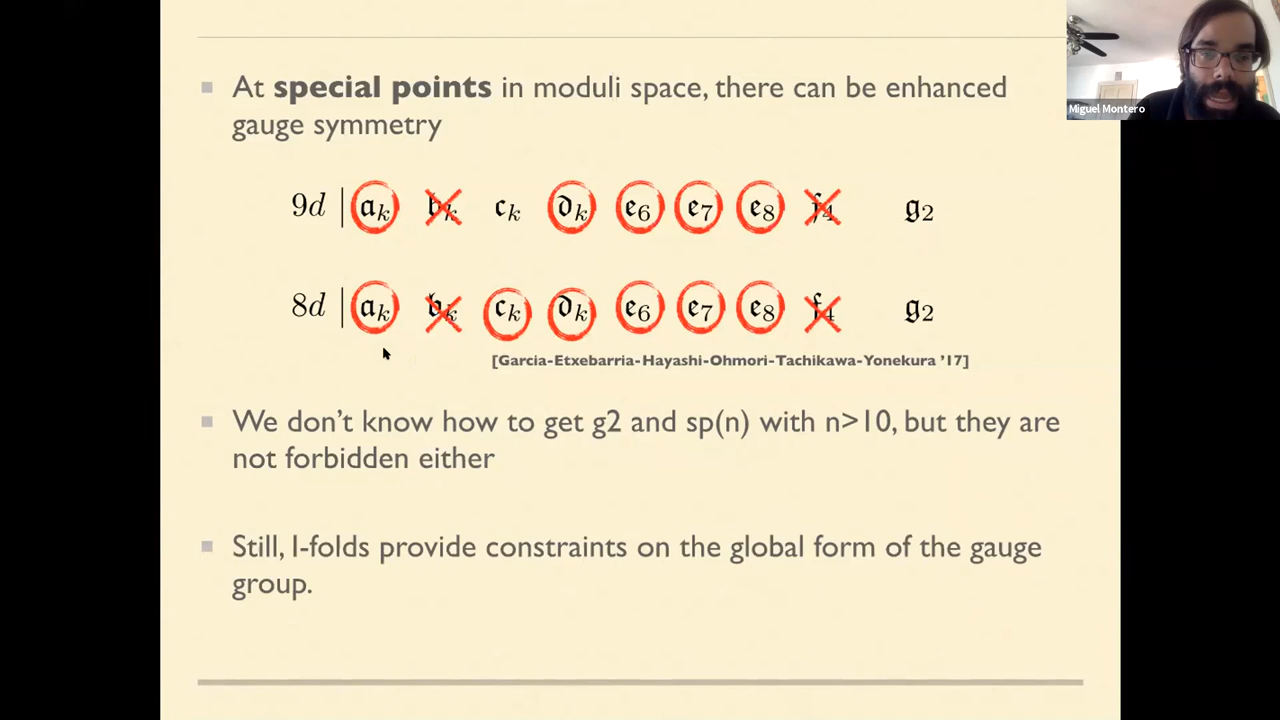 At special points in moduli space, there can be enhanced
Miguel Montero
gauge symmetry
9d | 𝔞ₖ 𝔟ₖ 𝔠ₖ 𝔡ₖ 𝔢₆ 𝔢₇ 𝔢₈ 𝔣₄ 𝔤₂
8d | 𝔞ₖ 𝔟ₖ 𝔠ₖ 𝔡ₖ 𝔢₆ 𝔢₇ 𝔢₈ 𝔣₄ 𝔤₂
[Garcia-Etxebarria-Hayashi-Ohmori-Tachikawa-Yonekura ’17]
We don’t know how to get g2 and sp(n) with n>10, but they are
not forbidden either
Still, I-folds provide constraints on the global form of the gauge
group.